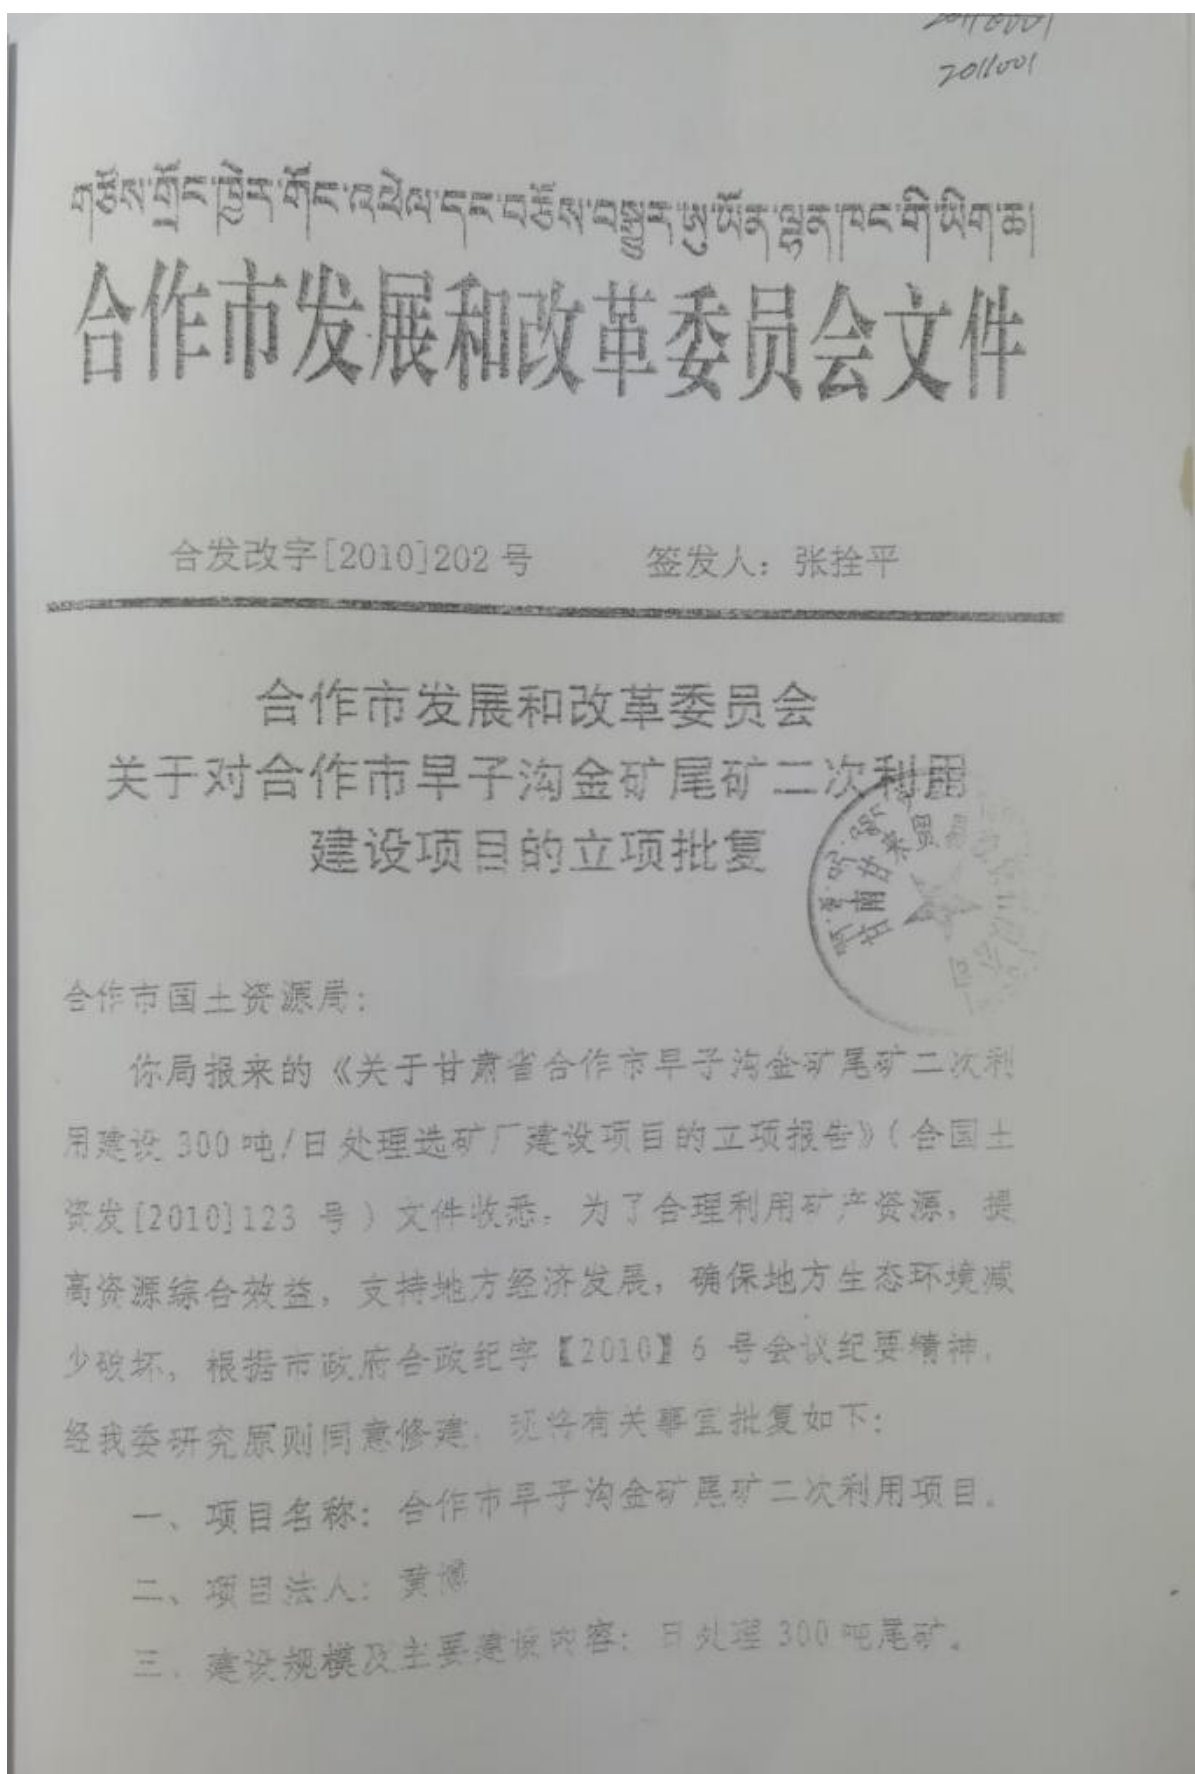 2011001
གཙོས་གྲོང་ཁྱེར་གོང་འཕེལ་དང་བཅོས་བསྒྱུར་ཨུ་ཡོན་ལྷན་ཁང་གི་ཡིག་ཆ།
合作市发展和改革委员会文件
合发改字[2010]202号 签发人：张拴平
合作市发展和改革委员会
关于对合作市早子沟金矿尾矿二次利用
建设项目的立项批复
合作市国土资源局：
你局报来的《关于甘肃省合作市早子沟金矿尾矿二次利
用建设300吨/日处理选矿厂建设项目的立项报告》（合国土
资发[2010]123 号）文件收悉。为了合理利用矿产资源，提
高资源综合效益，支持地方经济发展，确保地方生态环境减
少破坏，根据市政府合政纪字【2010】6 号会议纪要精神，
经我委研究原则同意修建，现将有关事宜批复如下：
一、项目名称：合作市早子沟金矿尾矿二次利用项目。
二、项目法人：黄
三、建设规模及主要建设内容：日处理300吨尾矿。
甘南
贸易